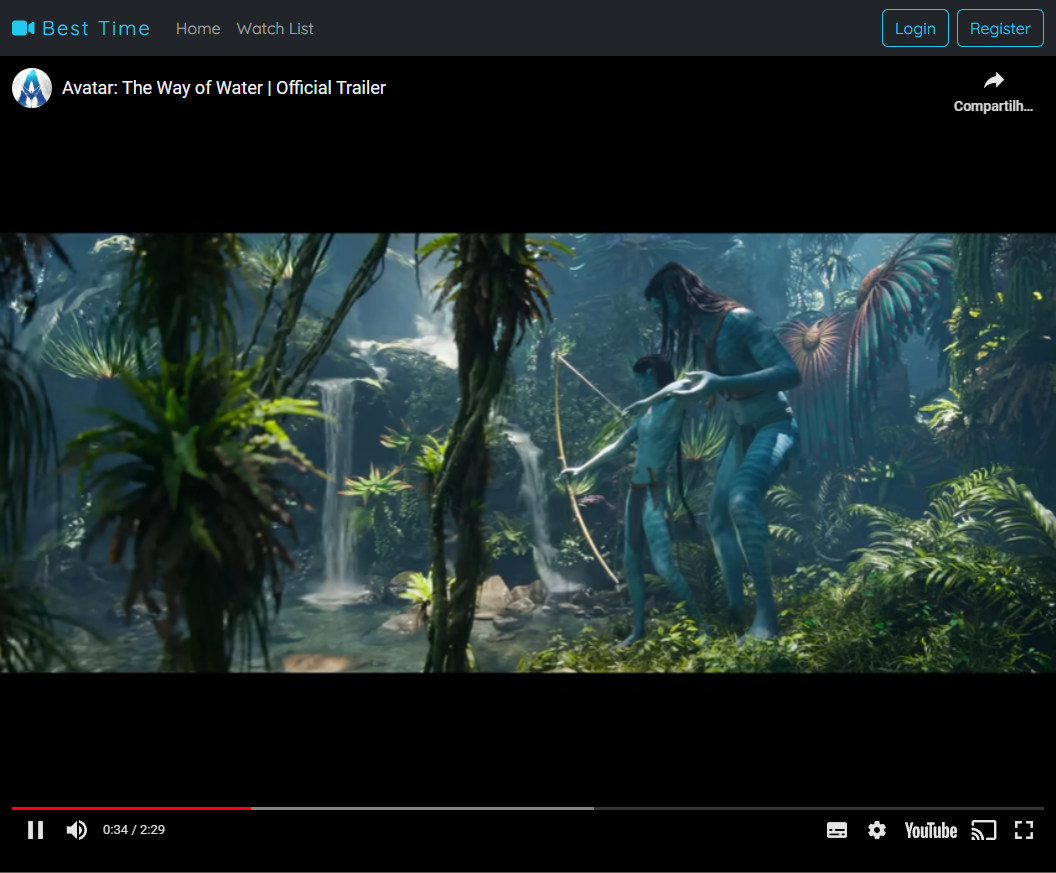 Best Time Home Watch List Login Register
Avatar: The Way of Water | Official Trailer
Compartilh...
0:34 / 2:29 YouTube